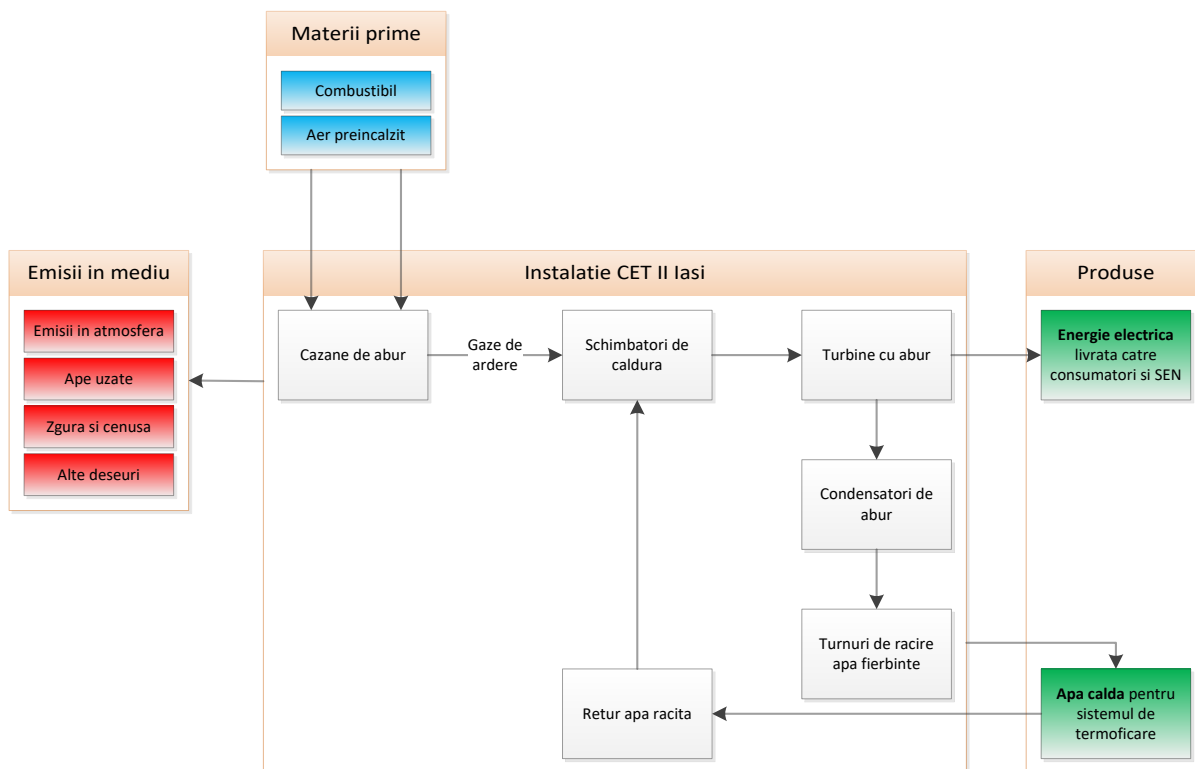 Materii prime
Combustibil
Aer preincalzit
Emisii in mediu
Emisii in atmosfera
Ape uzate
Zgura si cenusa
Alte deseuri
Instalatie CET II Iasi
Cazane de abur
Gaze de
ardere
Schimbatori de
caldura
Turbine cu abur
Condensatori de
abur
Turnuri de racire
apa fierbinte
Retur apa racita
Produse
Energie electrica
livrata catre
consumatori si SEN
Apa calda pentru
sistemul de
termoficare